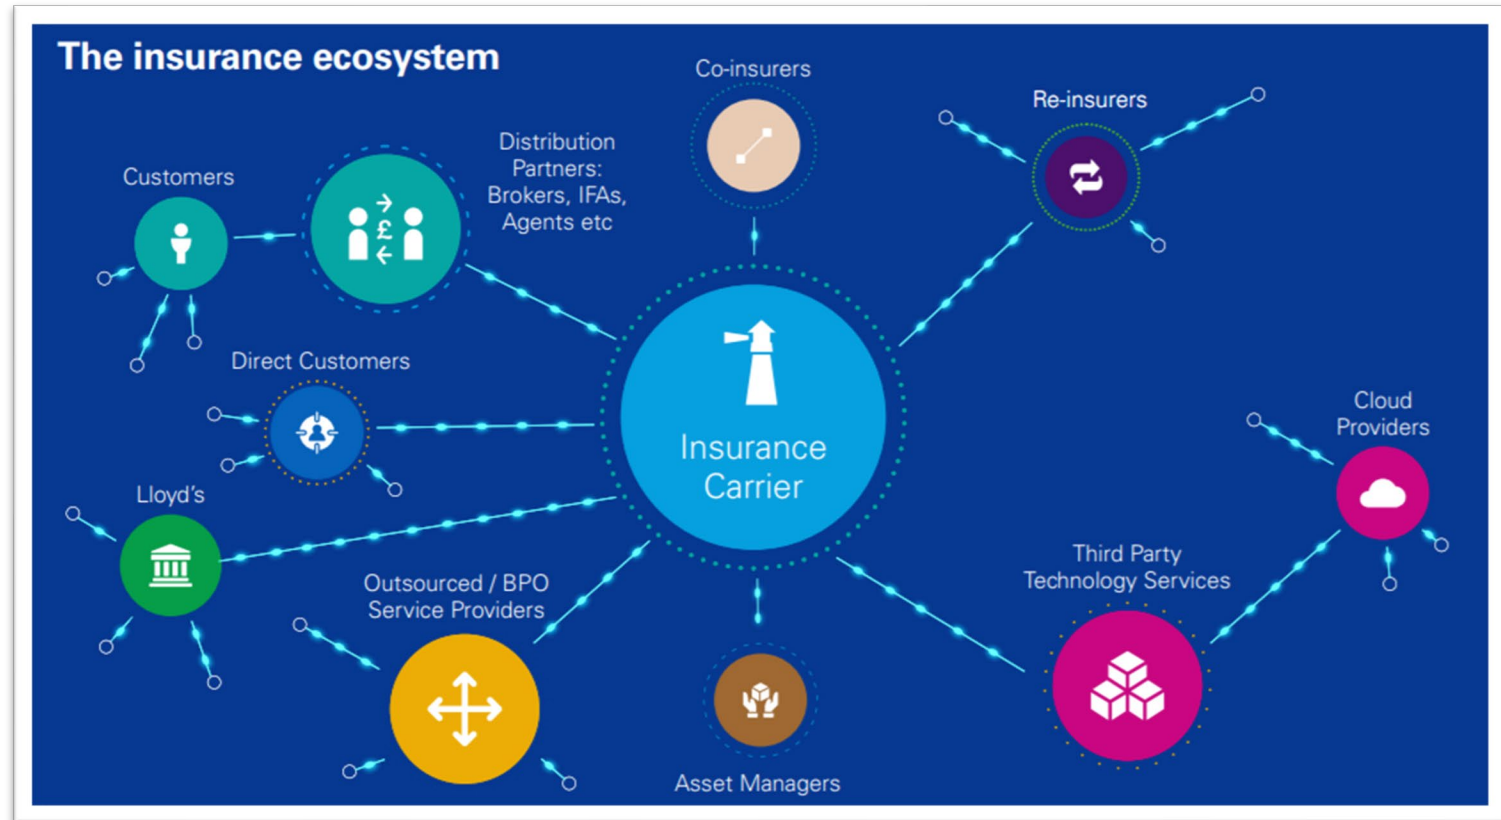 The insurance ecosystem
Co-insurers
Re-insurers
Distribution
Partners:
Brokers, IFAs,
Agents etc
£
Customers
Direct Customers
Insurance
Carrier
Cloud
Providers
Lloyd's
Third Party
Technology Services
Outsourced / BPO
Service Providers
Asset Managers